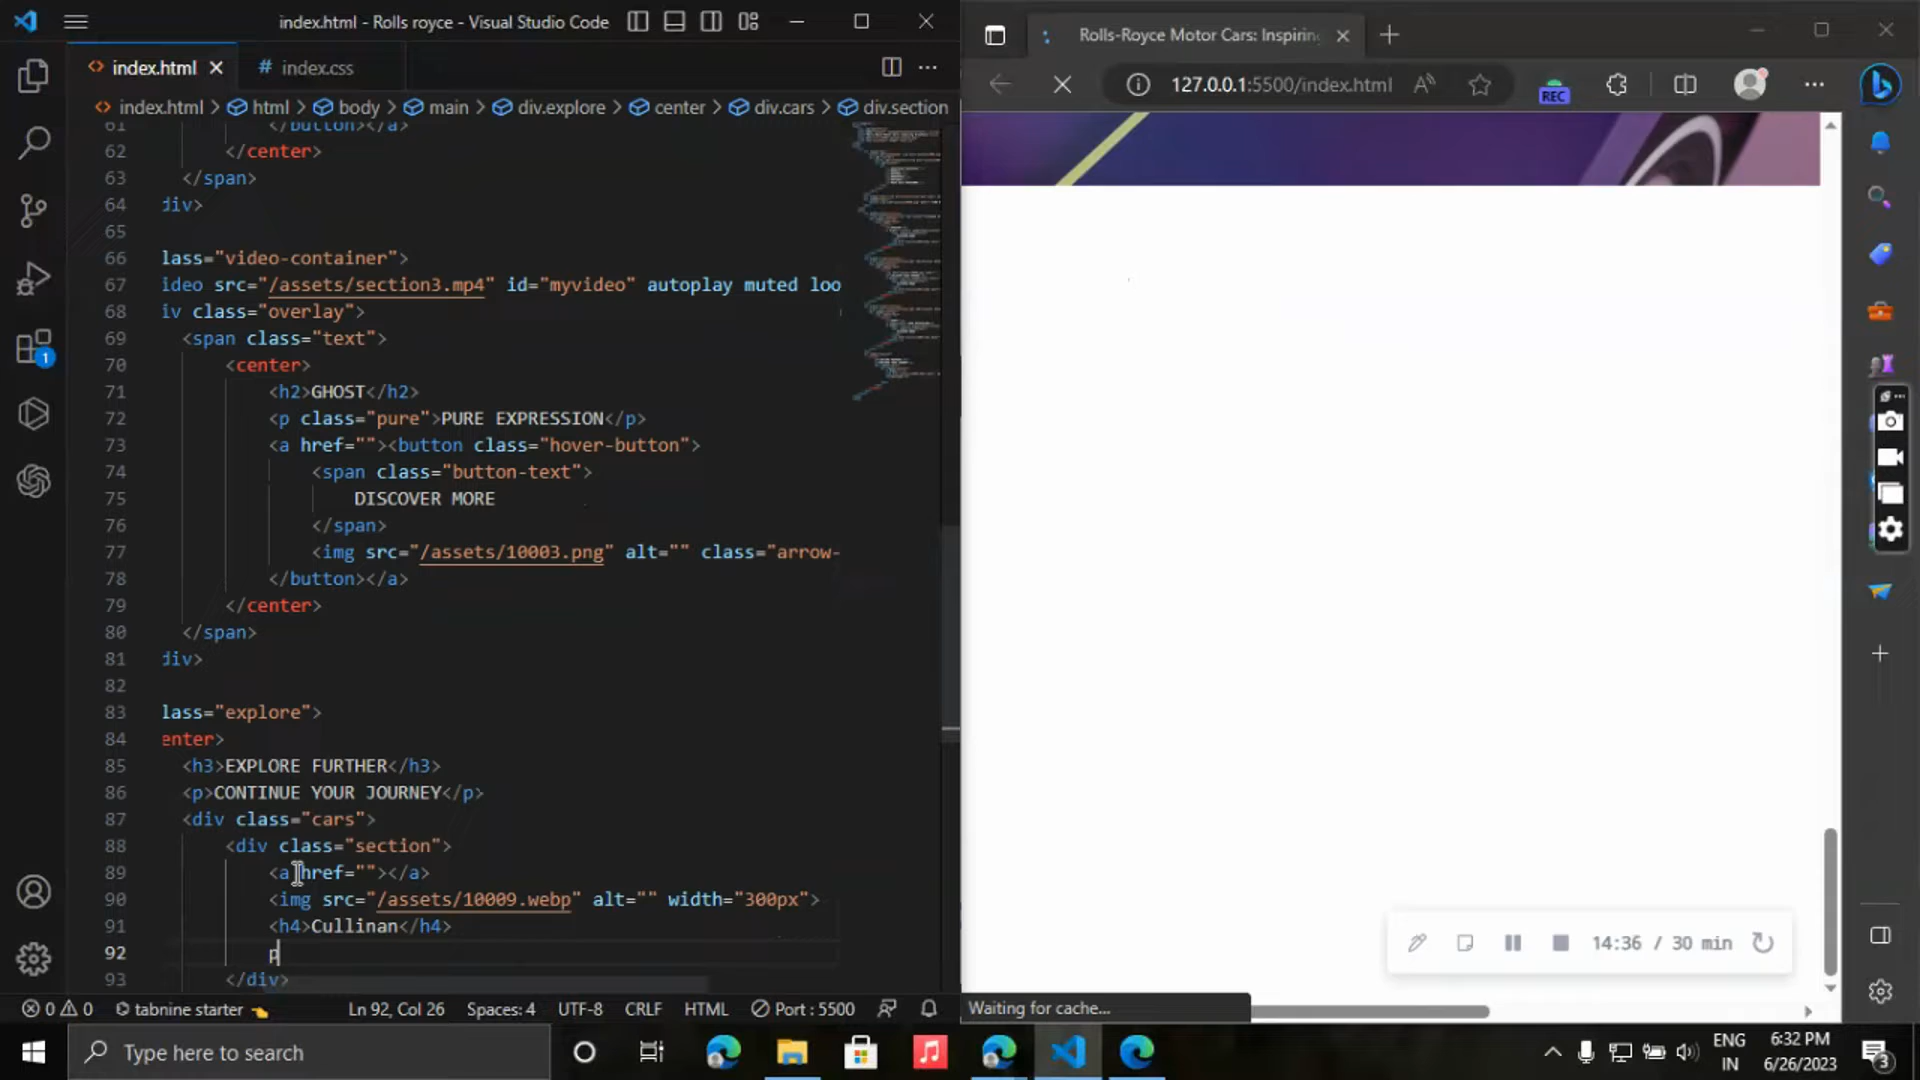 index.html - Rolls royce - Visual Studio Code
index.html
# index.css
index.html > html > body > main > div.explore > center > div.cars > div.section
61 </button></a>
62 </center>
63 </span>
64 div>
65
66 lass="video-container">
67 ideo src="/assets/section3.mp4" id="myvideo" autoplay muted loo
68 iv class="overlay">
69 <span class="text">
70 <center>
71 <h2>GHOST</h2>
72 <p class="pure">PURE EXPRESSION</p>
73 <a href=""><button class="hover-button">
74 <span class="button-text">
75 DISCOVER MORE
76 </span>
77 <img src="/assets/10003.png" alt="" class="arrow-
78 </button></a>
79 </center>
80 </span>
81 div>
82
83 lass="explore">
84 enter>
85 <h3>EXPLORE FURTHER</h3>
86 <p>CONTINUE YOUR JOURNEY</p>
87 <div class="cars">
88 <div class="section">
89 <a href=""></a>
90 <img src="/assets/10009.webp" alt="" width="300px">
91 <h4>Cullinan</h4>
92 p
93 </div>
1
0 0 tabnine starter Ln 92, Col 26 Spaces: 4 UTF-8 CRLF HTML Port : 5500
Rolls-Royce Motor Cars: Inspiring
127.0.0.1:5500/index.html
REC
14:36 / 30 min
Waiting for cache...
Type here to search
ENG
IN
6:32 PM
6/26/2023
3